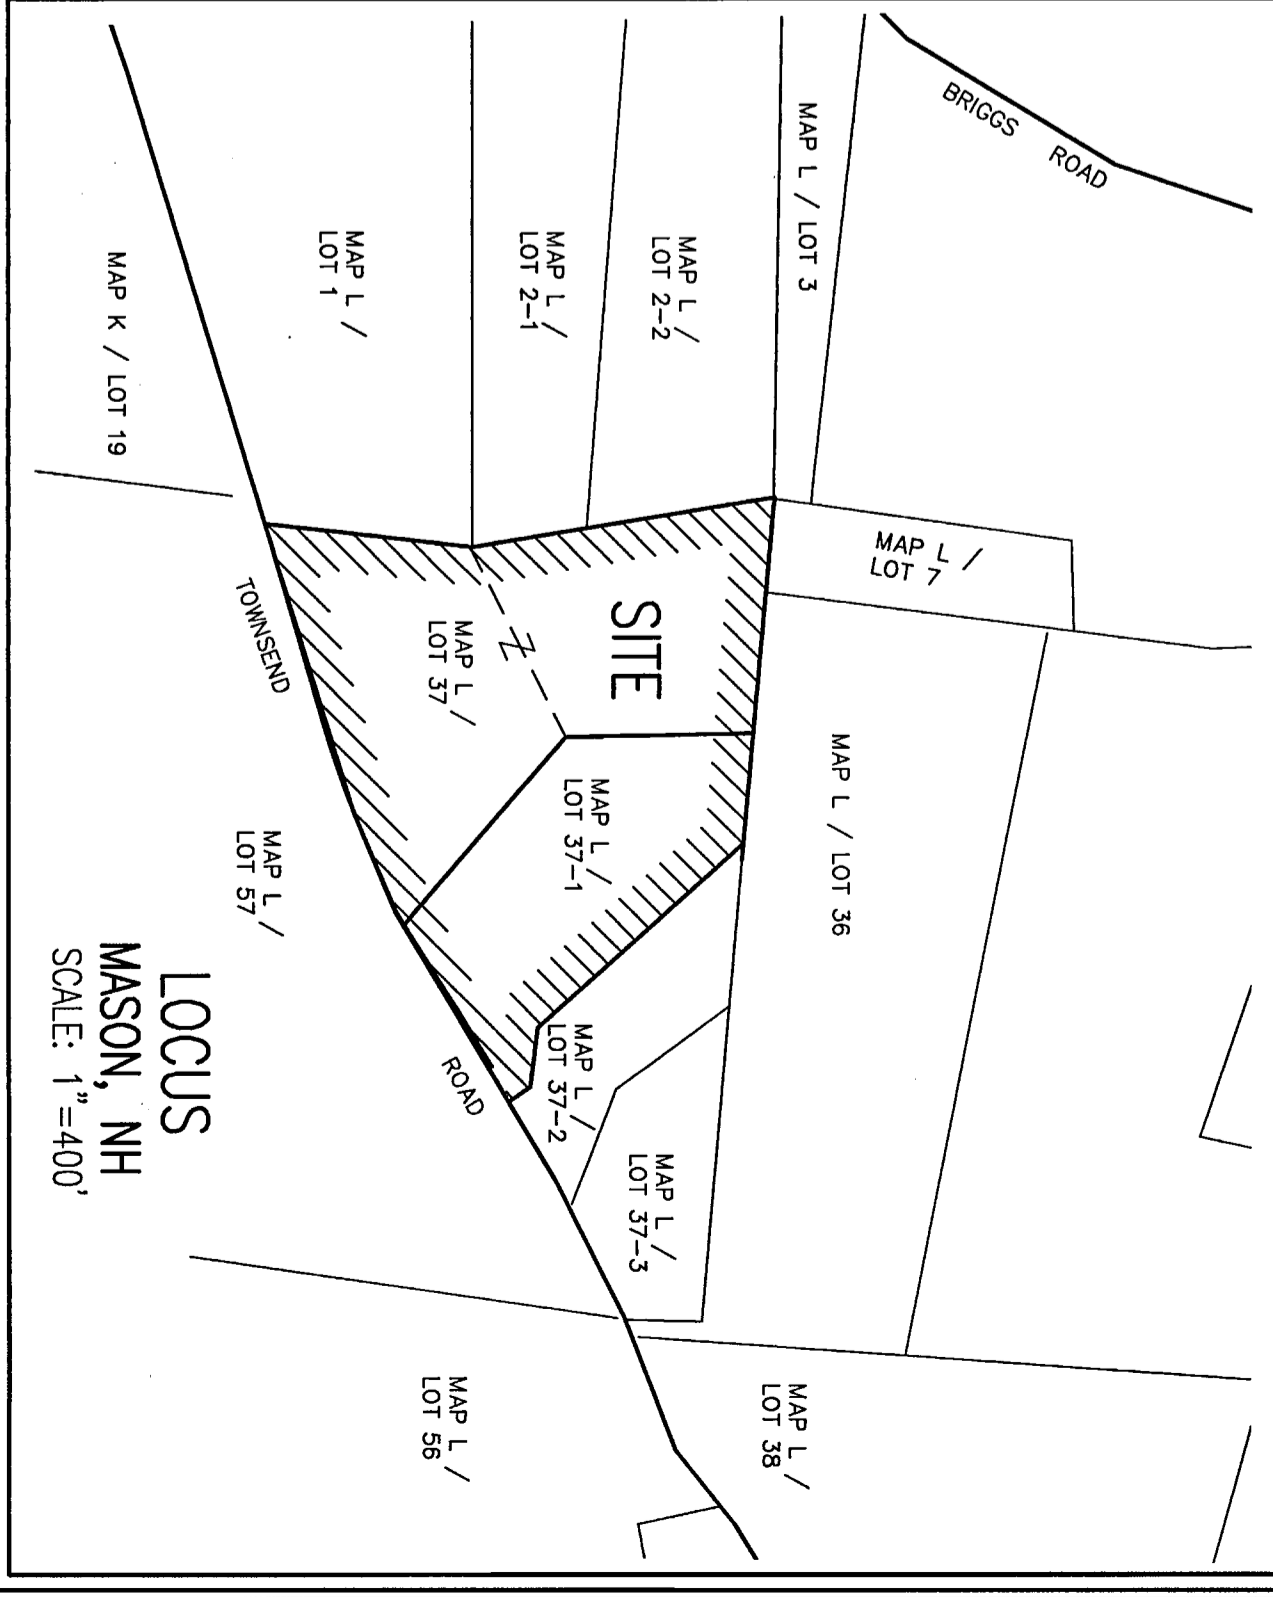 BRIGGS ROAD
MAP L / LOT 3
MAP L /
LOT 2-2
MAP L /
LOT 2-1
MAP L /
LOT 1
MAP K / LOT 19
MAP L /
LOT 7
SITE
MAP L /
LOT 37
TOWNSEND ROAD
MAP L / LOT 36
MAP L /
LOT 37-1
MAP L /
LOT 57
MAP L /
LOT 37-2
MAP L /
LOT 37-3
MAP L /
LOT 38
MAP L /
LOT 56
LOCUS
MASON, NH
SCALE: 1"=400'